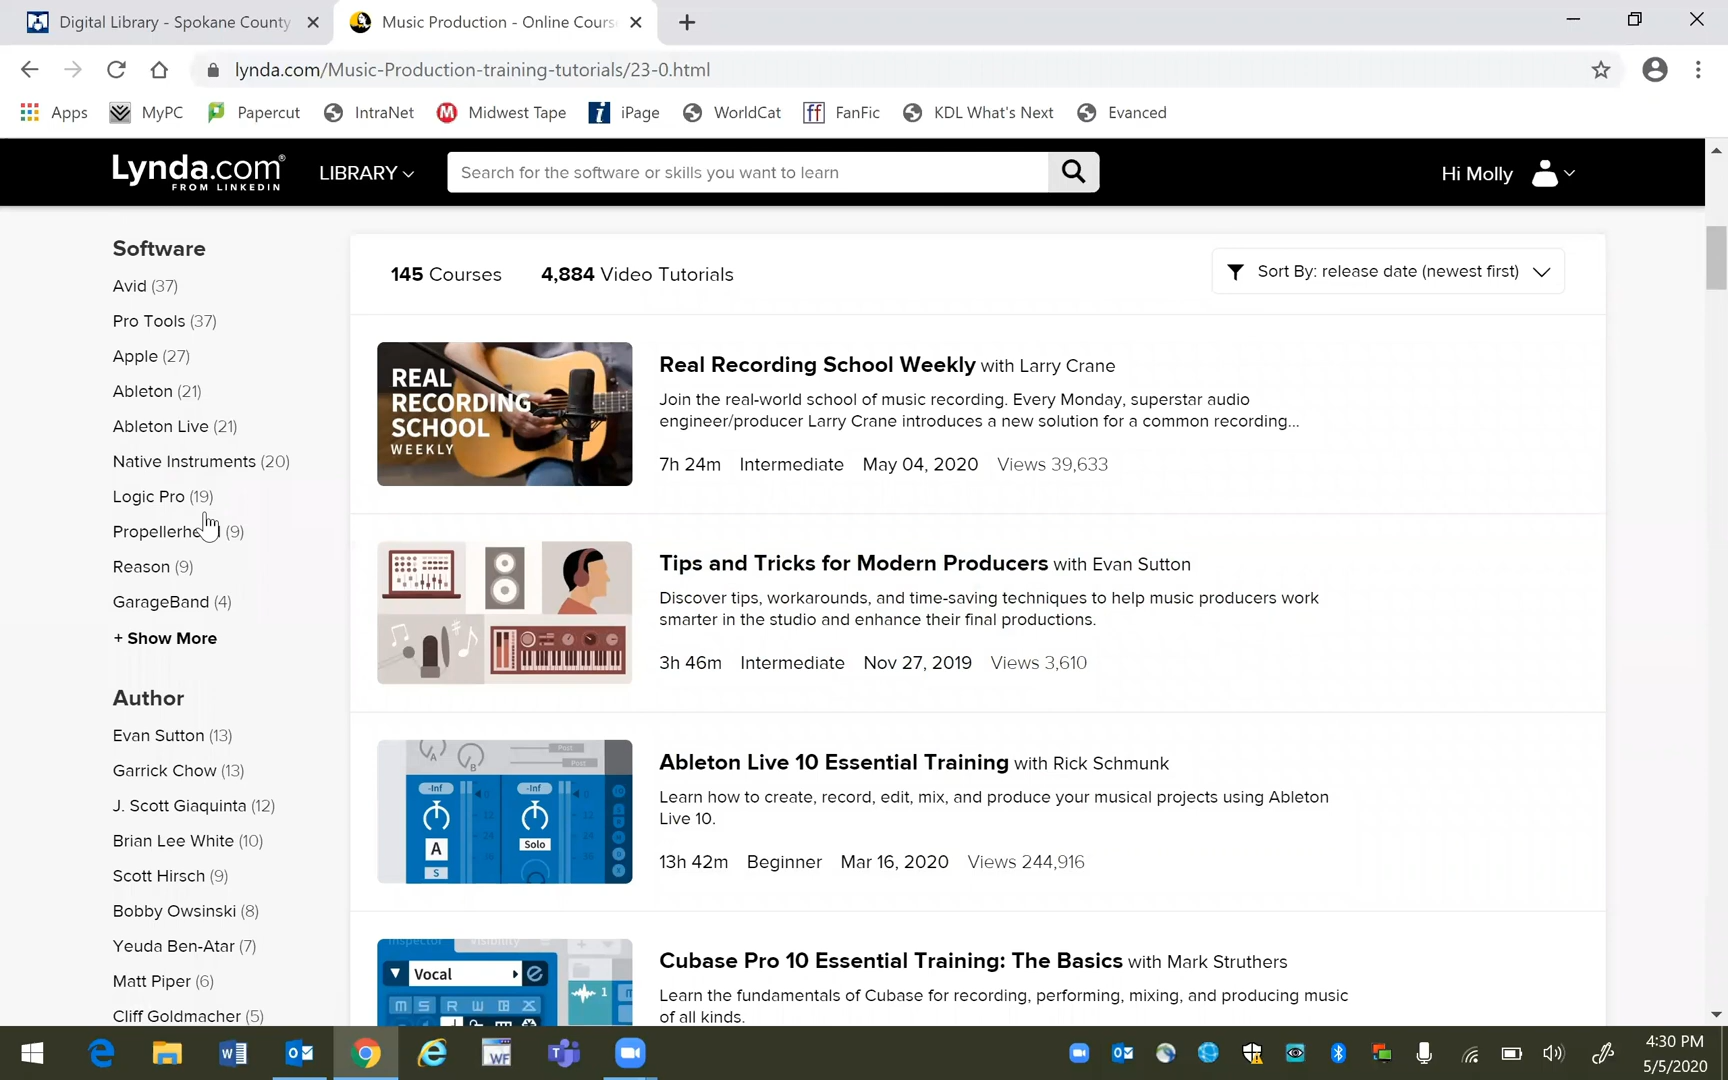 Digital Library - Spokane County
Music Production - Online Cours
lynda.com/Music-Production-training-tutorials/23-0.html
Apps MyPC Papercut IntraNet Midwest Tape iPage WorldCat FanFic KDL What's Next Evanced
Lynda.com FROM LINKEDIN
LIBRARY
Search for the software or skills you want to learn
Hi Molly
Software
Avid (37)
Pro Tools (37)
Apple (27)
Ableton (21)
Ableton Live (21)
Native Instruments (20)
Logic Pro (19)
(9)
Reason (9)
GarageBand (4)
+ Show More
Author
Evan Sutton (13)
Garrick Chow (13)
J. Scott Giaquinta (12)
Brian Lee White (10)
Scott Hirsch (9)
Bobby Owsinski (8)
Yeuda Ben-Atar (7)
Matt Piper (6)
Cliff Goldmacher (5)
145 Courses 4,884 Video Tutorials
Sort By: release date (newest first)
REAL
RECORDING
SCHOOL
WEEKLY
Real Recording School Weekly with Larry Crane
Join the real-world school of music recording. Every Monday, superstar audio
engineer/producer Larry Crane introduces a new solution for a common recording...
7h 24m Intermediate May 04, 2020 Views 39,633
Tips and Tricks for Modern Producers with Evan Sutton
Discover tips, workarounds, and time-saving techniques to help music producers work
smarter in the studio and enhance their final productions.
3h 46m Intermediate Nov 27, 2019 Views 3,610
Post
Post
-Inf -Inf
A Solo
S
Ableton Live 10 Essential Training with Rick Schmunk
Learn how to create, record, edit, mix, and produce your musical projects using Ableton
Live 10.
13h 42m Beginner Mar 16, 2020 Views 244,916
Inspector Visibility
Vocal
M S R W
1
Cubase Pro 10 Essential Training: The Basics with Mark Struthers
Learn the fundamentals of Cubase for recording, performing, mixing, and producing music
of all kinds.
4:30 PM
5/5/2020